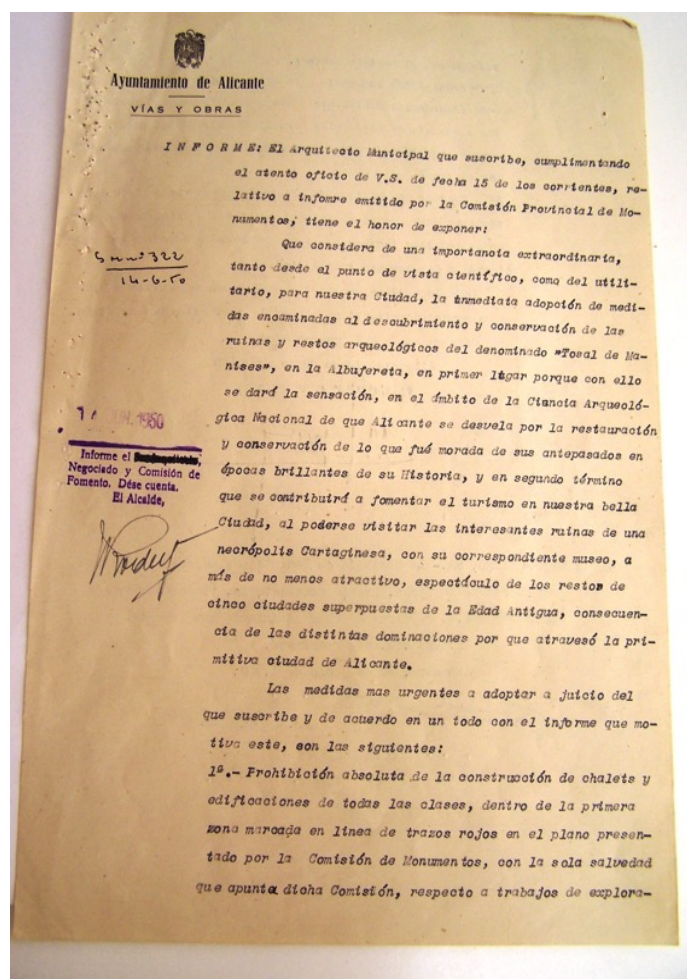 Ayuntamiento de Alicante
VÍAS Y OBRAS
I N F O R M E: El Arquitecto Municipal que suscribe, cumplimentando
el atento oficio de V.S. de fecha 15 de los corrientes, re-
lativo a infomre emitido por la Comisión Provincial de Mo-
numentos, tiene el honor de exponer:
Que considera de una importancia extraordinaria,
tanto desde el punto de vista científico, como del utili-
tario, para nuestra Ciudad, la inmediata adopción de medi-
das encaminadas al descubrimiento y conservación de las
ruinas y restos arqueológicos del denominado "Tosal de Ma-
nises", en la Albufereta, en primer lugar porque con ello
se dará la sensación, en el ámbito de la Ciencia Arqueoló-
gica Nacional de que Alicante se desvela por la restauración
y conservación de lo que fué morada de sus antepasados en
épocas brillantes de su Historia, y en segundo término
que se contribuirá a fomentar el turismo en nuestra bella
Ciudad, al poderse visitar las interesantes ruinas de una
necrópolis Cartaginesa, con su correspondiente museo, a
más de no menos atractivo, espectáculo de los restos de
cinco ciudades superpuestas de la Edad Antigua, consecuen-
cia de las distintas dominaciones por que atravesó la pri-
mitiva ciudad de Alicante.
Las medidas mas urgentes a adoptar a juicio del
que suscribe y de acuerdo en un todo con el informe que mo-
tiva este, son las siguientes:
1º.- Prohibición absoluta de la construcción de chalets y
edificaciones de todas las clases, dentro de la primera
zona marcada en linea de trazos rojos en el plano presen-
tado por la Comisión de Monumentos, con la sola salvedad
que apunta dicha Comisión, respecto a trabajos de explora-
322
14-6-50
JUN. 1950
Informe el
Negociado y Comisión de
Fomento. Dése cuenta.
El Alcalde,